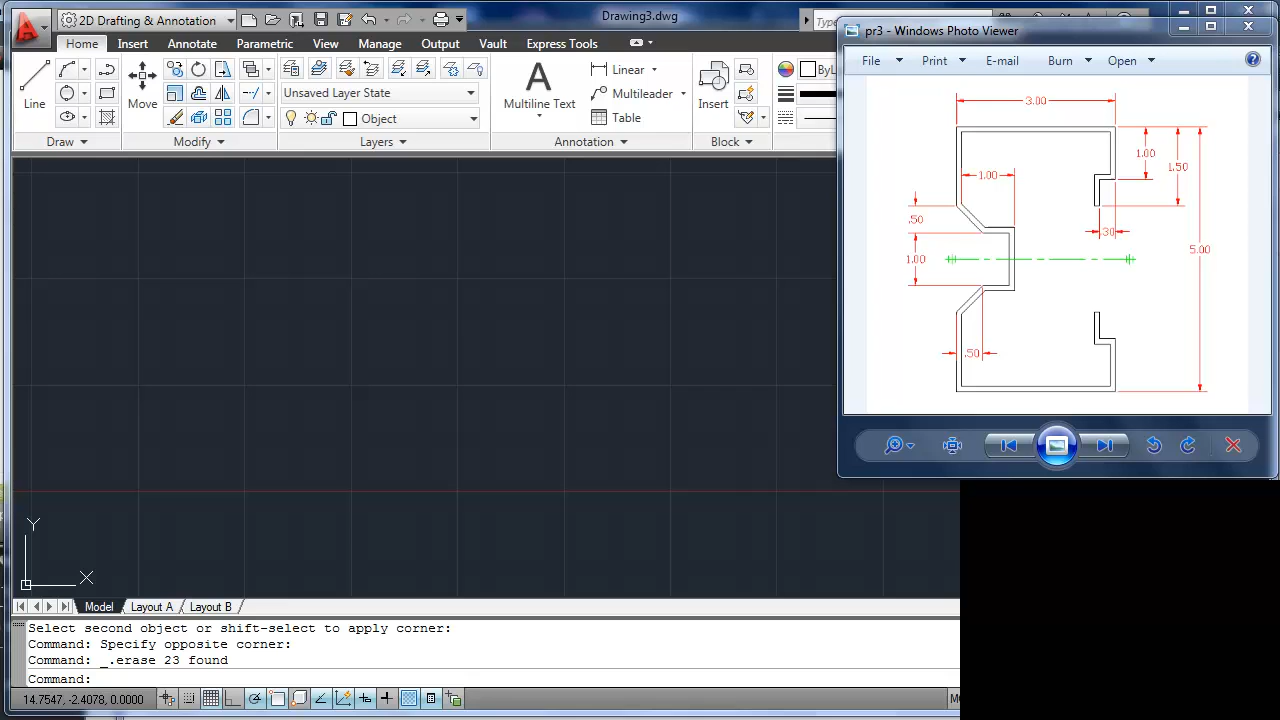 2D Drafting & Annotation
Drawing3.dwg
Home Insert Annotate Parametric View Manage Output Vault Express Tools
Line
Move
Unsaved Layer State
Object
Multiline Text
Linear
Multileader
Table
Insert
ByL
Draw
Modify
Layers
Annotation
Block
pr3 - Windows Photo Viewer
File Print E-mail Burn Open
3.00
1.00
1.50
1.00
.50
.30
5.00
1.00
.50
Y
X
Model Layout A Layout B
Select second object or shift-select to apply corner:
Command: Specify opposite corner:
Command: _.erase 23 found
Command:
14.7547, -2.4078, 0.0000